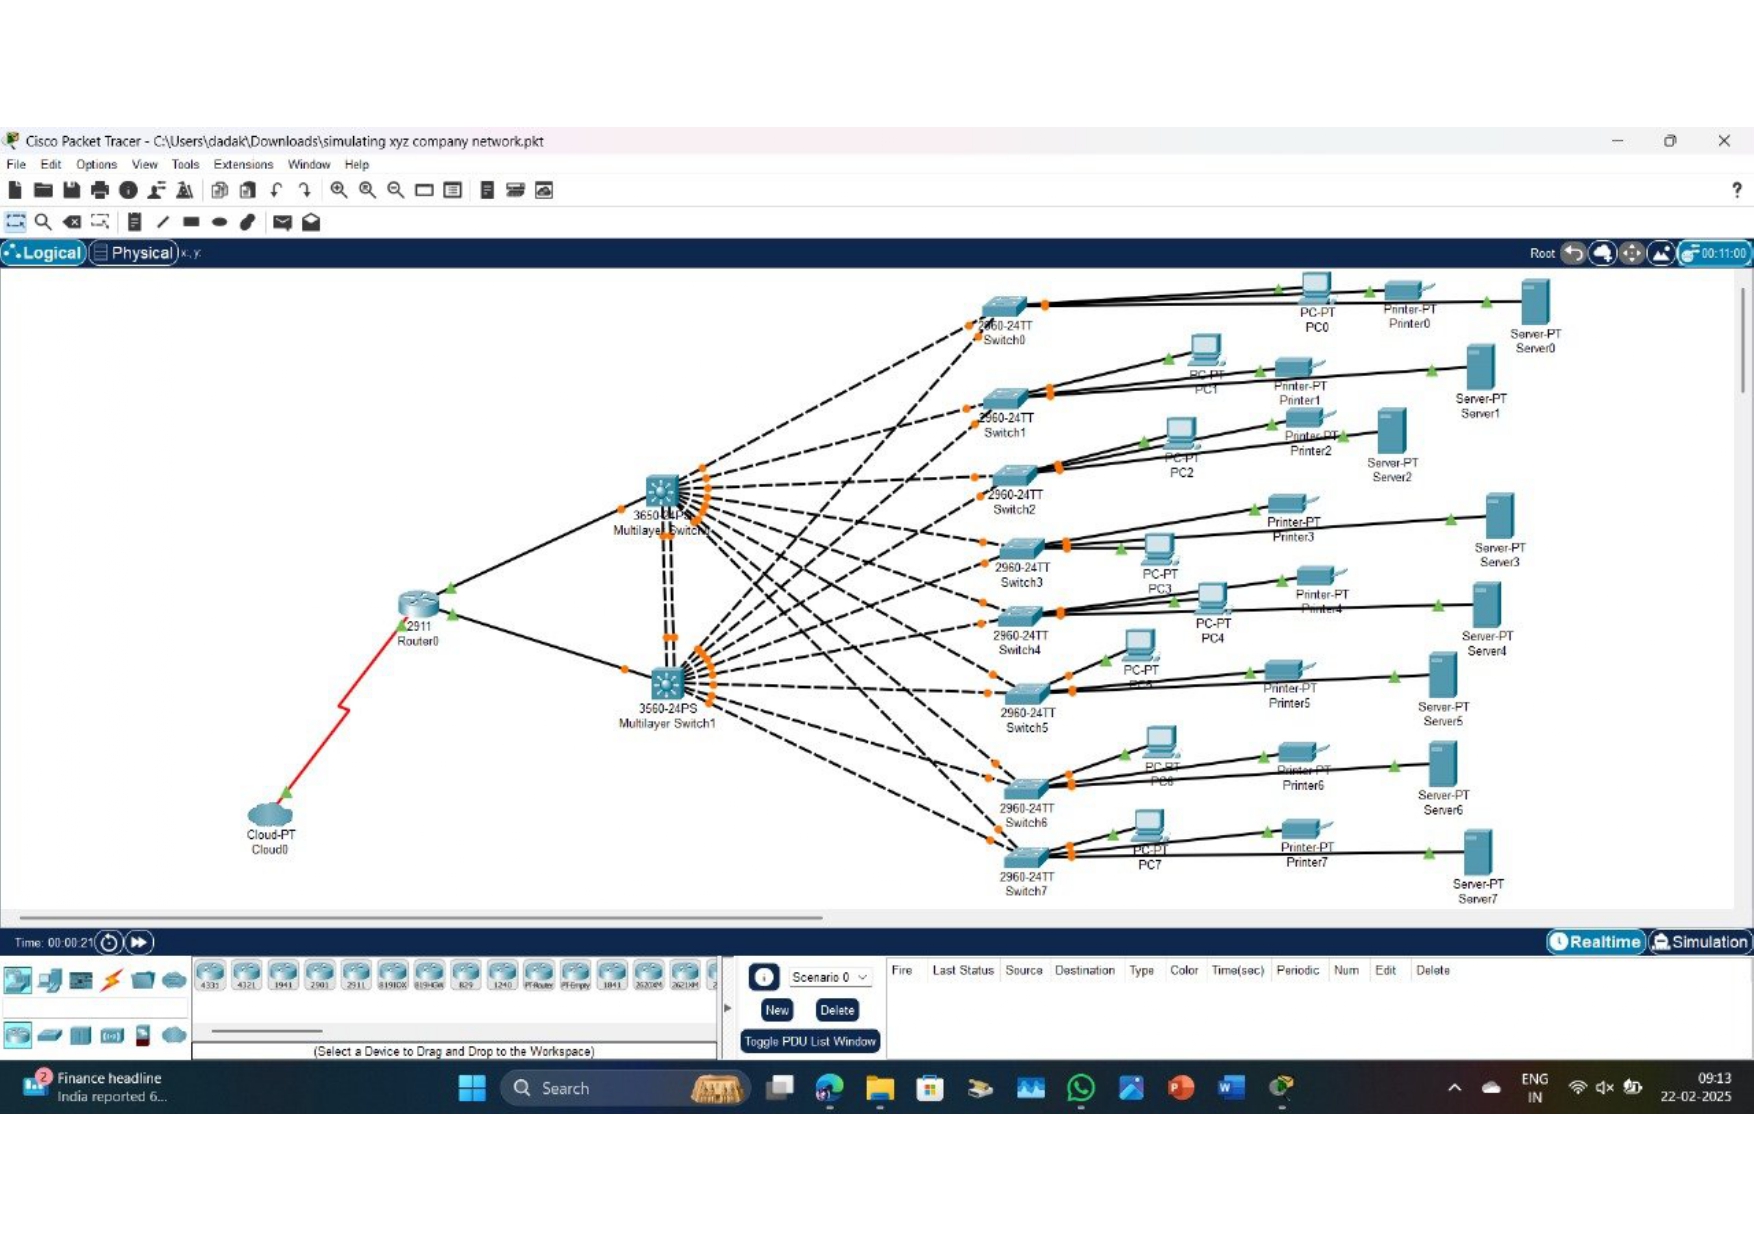 Cisco Packet Tracer - C:\Users\dadak\Downloads\simulating xyz company network.pkt
File Edit Options View Tools Extensions Window Help
?
Logical Physical x:, y:
Root 00:11:00
2960-24TT
Switch0
PC-PT
PC0
Printer-PT
Printer0
Server-PT
Server0
2960-24TT
Switch1
PC-PT
PC1
Printer-PT
Printer1
Server-PT
Server1
2960-24TT
Switch2
PC-PT
PC2
Printer-PT
Printer2
Server-PT
Server2
3650-24PS
2960-24TT
Switch3
PC-PT
PC3
Printer-PT
Printer3
Server-PT
Server3
2960-24TT
Switch4
PC-PT
PC4
Printer-PT
Printer4
Server-PT
Server4
2911
Router0
3560-24PS
Multilayer Switch1
2960-24TT
Switch5
PC-PT
Printer-PT
Printer5
Server-PT
Server5
2960-24TT
Switch6
PC-PT
PC6
Printer-PT
Printer6
Server-PT
Server6
2960-24TT
Switch7
PC-PT
PC7
Printer-PT
Printer7
Server-PT
Server7
Cloud-PT
Cloud0
Time: 00:00:21
Realtime Simulation
4331 4321 1941 2901 2911 819IOX 819HGW 829 1240 PT-Router PT-Empty 1841 2620XM 2621XM 2
(Select a Device to Drag and Drop to the Workspace)
Scenario 0
New Delete
Toggle PDU List Window
Fire Last Status Source Destination Type Color Time(sec) Periodic Num Edit Delete
2
Finance headline
India reported 6...
Search
ENG
IN
09:13
22-02-2025